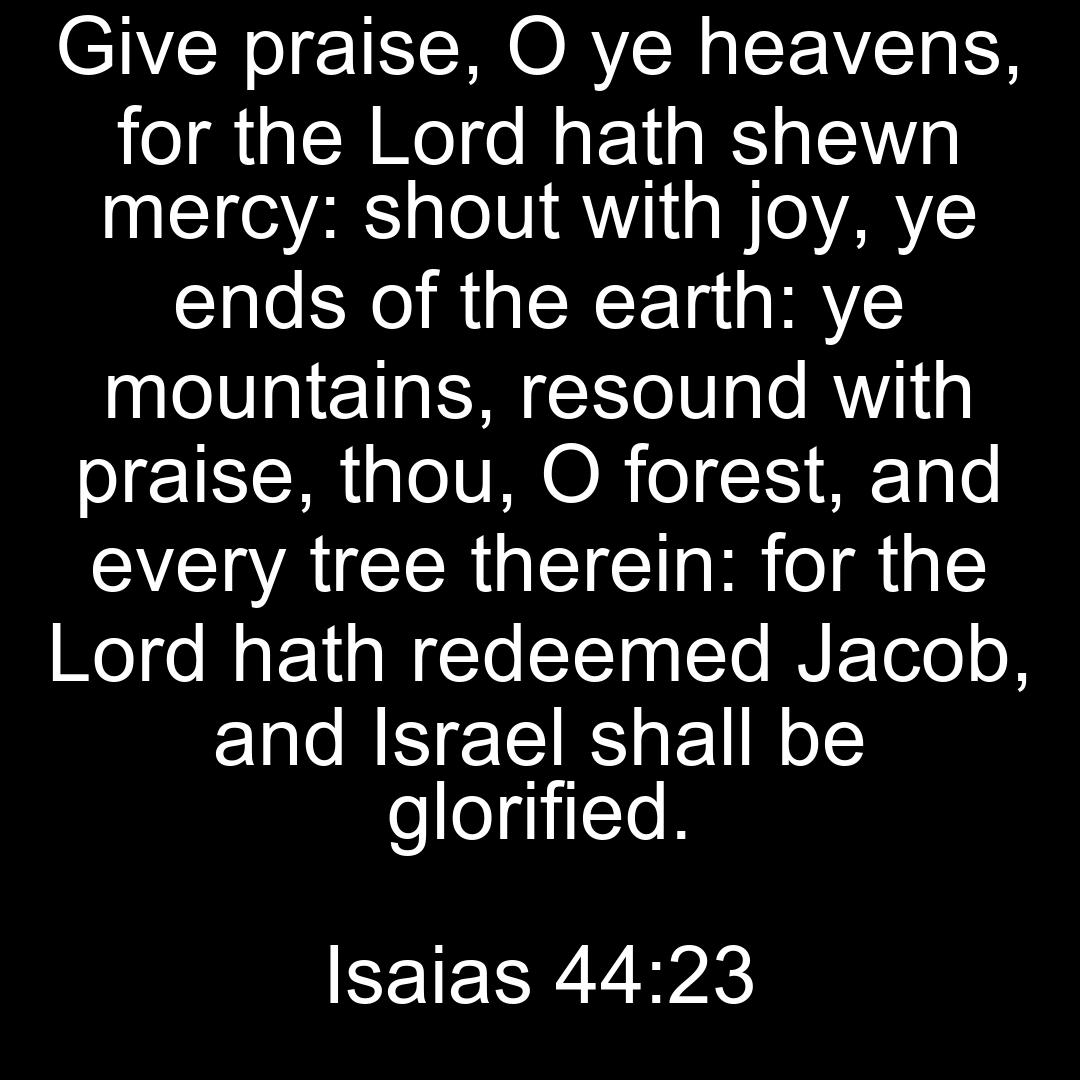 Give praise, O ye heavens,
for the Lord hath shewn
mercy: shout with joy, ye
ends of the earth: ye
mountains, resound with
praise, thou, O forest, and
every tree therein: for the
Lord hath redeemed Jacob,
and Israel shall be
glorified.
Isaias 44:23